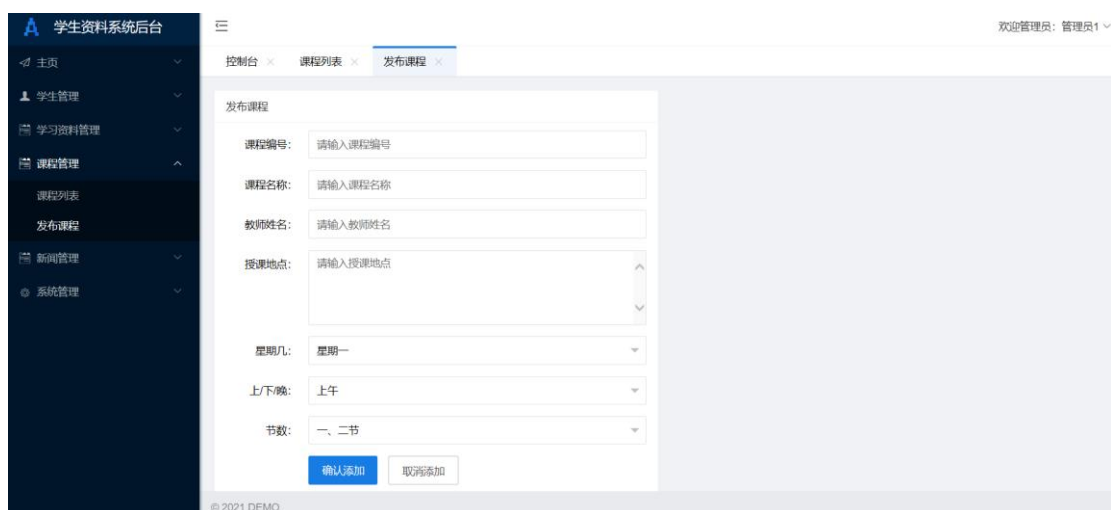 学生资料系统后台
欢迎管理员：管理员1
主页
学生管理
学习资料管理
课程管理
课程列表
发布课程
新闻管理
系统管理
控制台
课程列表
发布课程
发布课程
课程编号： 请输入课程编号
课程名称： 请输入课程名称
教师姓名： 请输入教师姓名
授课地点： 请输入授课地点
星期几： 星期一
上/下/晚： 上午
节数： 一、二节
确认添加 取消添加
© 2021 DEMO